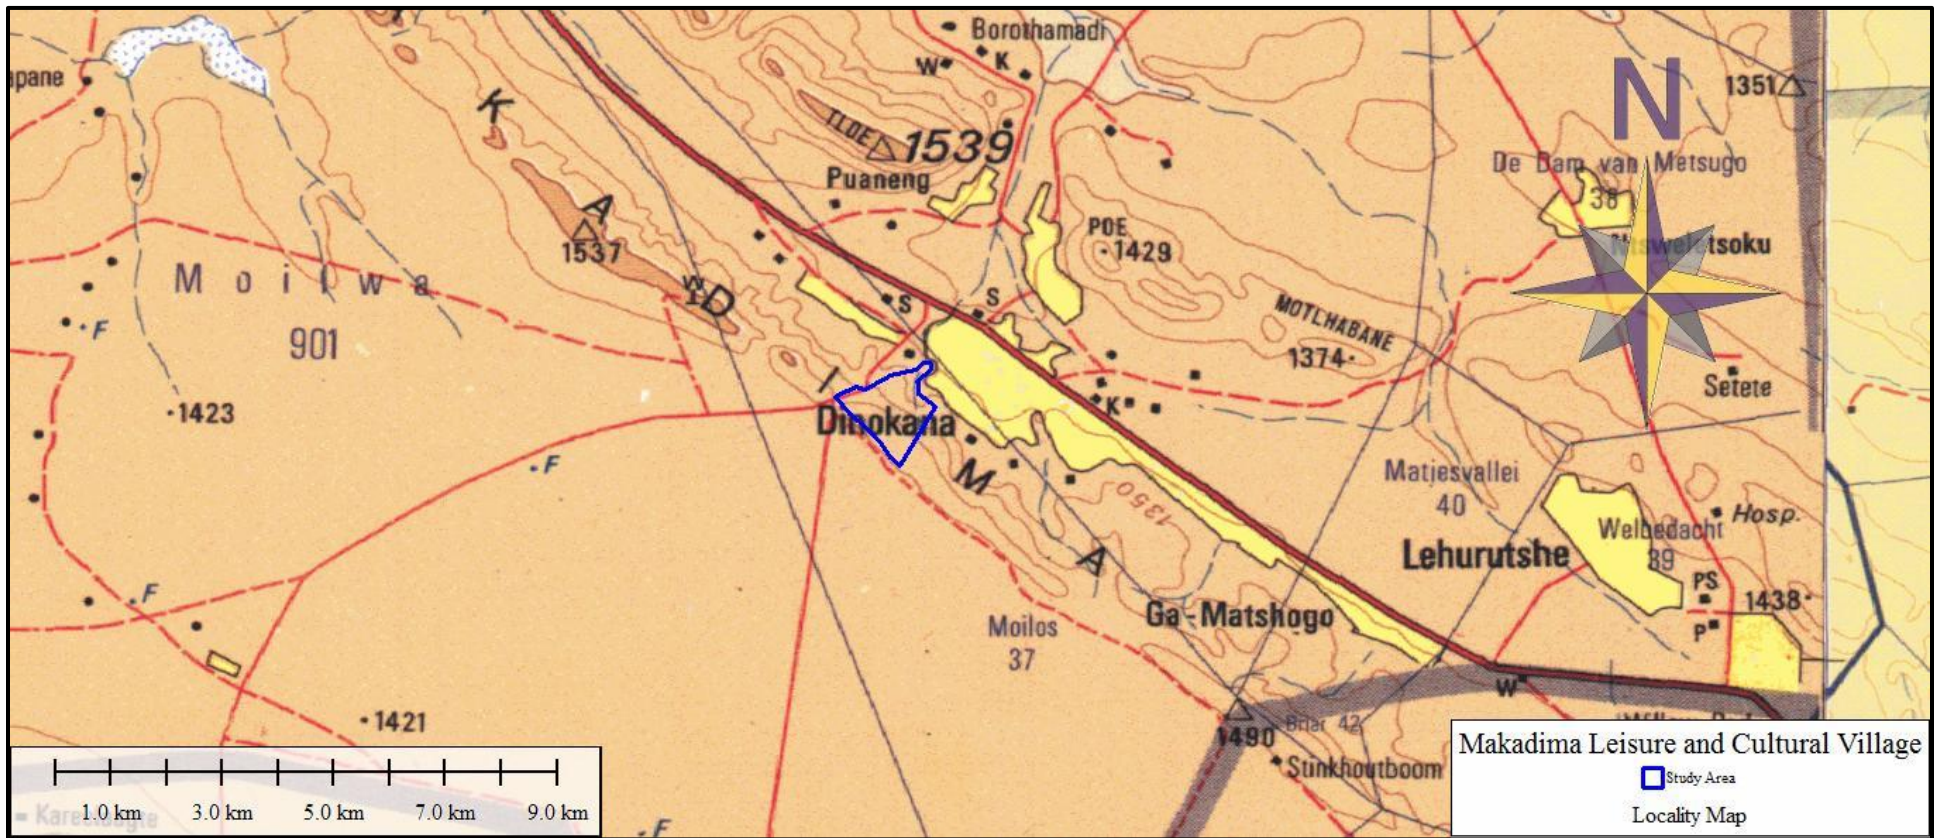 Borothamadi
K
W
apane
N
1351
K
TLOE
1539
De Dam van Metsugo
38
Puaneng
A
1537
POE
1429
Ntsweletsoku
Moilwa
W
D
S
S
F
901
MOTLHABANE
1374
I
Setete
1423
Dinokana
K
F
M
1350
Matjesvallei
40
Hosp.
Welbedacht
39
Lehurutshe
A
PS
F
Ga-Matshogo
1438
P
Moilos
37
W
1421
Briar 42
1490
Stinkhoutboom
Makadima Leisure and Cultural Village
Study Area
Locality Map
1.0 km 3.0 km 5.0 km 7.0 km 9.0 km
F